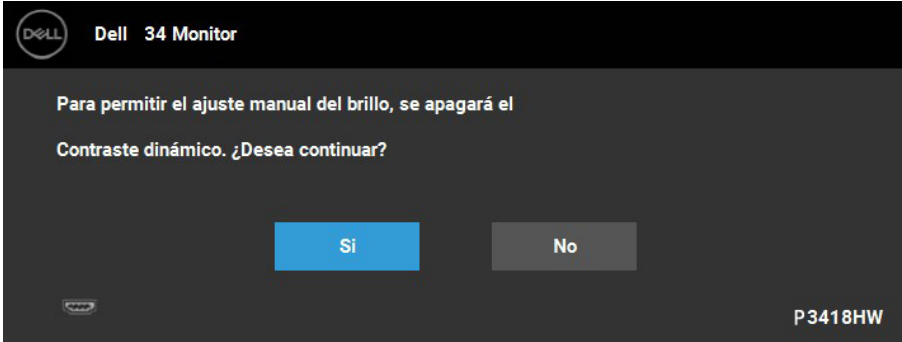 DELL
Dell 34 Monitor
Para permitir el ajuste manual del brillo, se apagará el
Contraste dinámico. ¿Desea continuar?
Si
No
P3418HW